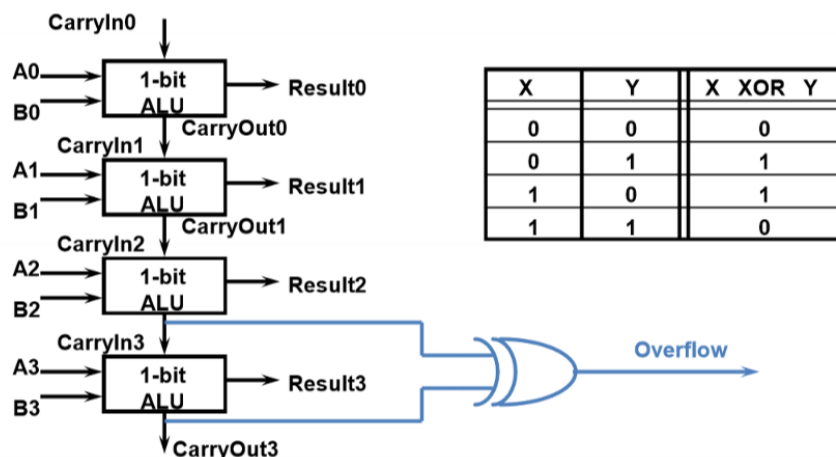 CarryIn0
A0
B0
1-bit
ALU
Result0
CarryOut0
CarryIn1
A1
B1
1-bit
ALU
Result1
CarryOut1
CarryIn2
A2
B2
1-bit
ALU
Result2
CarryIn3
A3
B3
1-bit
ALU
Result3
CarryOut3
Overflow
X Y X XOR Y
0 0 0
0 1 1
1 0 1
1 1 0